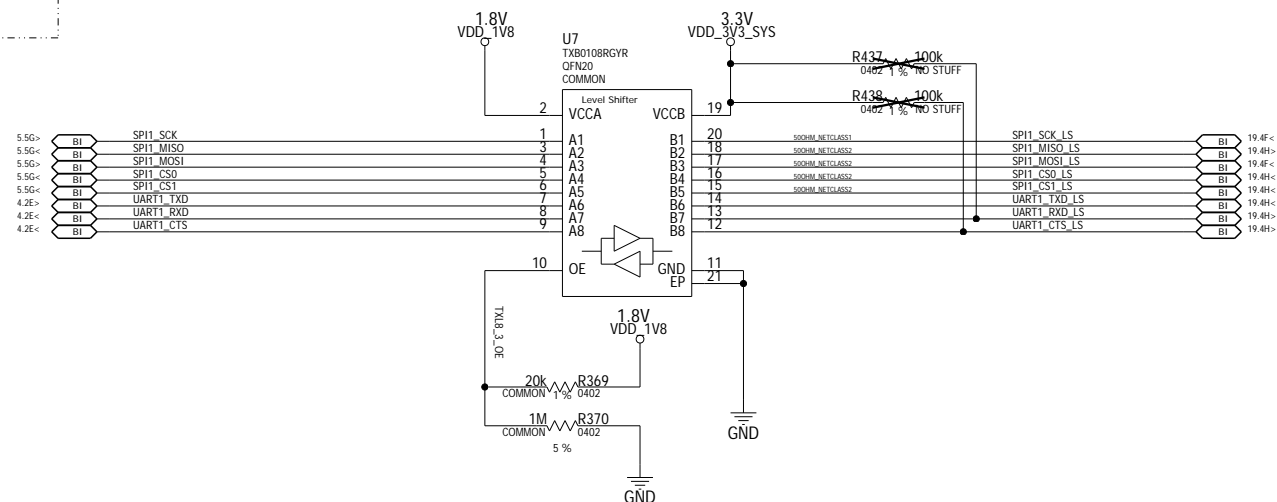 1.8V
VDD_1V8
U7
TXB0108RGYR
QFN20
COMMON
3.3V
VDD_3V3_SYS
R437 100k
0402 1 % NO STUFF
R438 100k
0402 1 % NO STUFF
Level Shifter
2 VCCA VCCB 19
5.5G> BI SPI1_SCK 1 A1 B1 20 50OHM_NETCLASS1 SPI1_SCK_LS BI 19.4F<
5.5G< BI SPI1_MISO 3 A2 B2 18 50OHM_NETCLASS2 SPI1_MISO_LS BI 19.4H>
5.5G> BI SPI1_MOSI 4 A3 B3 17 50OHM_NETCLASS2 SPI1_MOSI_LS BI 19.4F<
5.5G< BI SPI1_CS0 5 A4 B4 16 50OHM_NETCLASS2 SPI1_CS0_LS BI 19.4H<
5.5G< BI SPI1_CS1 6 A5 B5 15 50OHM_NETCLASS2 SPI1_CS1_LS BI 19.4H<
4.2E> BI UART1_TXD 7 A6 B6 14 UART1_TXD_LS BI 19.4H<
4.2E< BI UART1_RXD 8 A7 B7 13 UART1_RXD_LS BI 19.4H>
4.2E< BI UART1_CTS 9 A8 B8 12 UART1_CTS_LS BI 19.4H>
10 OE GND 11
EP 21
TXL8_3_OE
1.8V
VDD_1V8
20k R369
COMMON 1 % 0402
1M R370
COMMON 0402
5 %
GND
GND